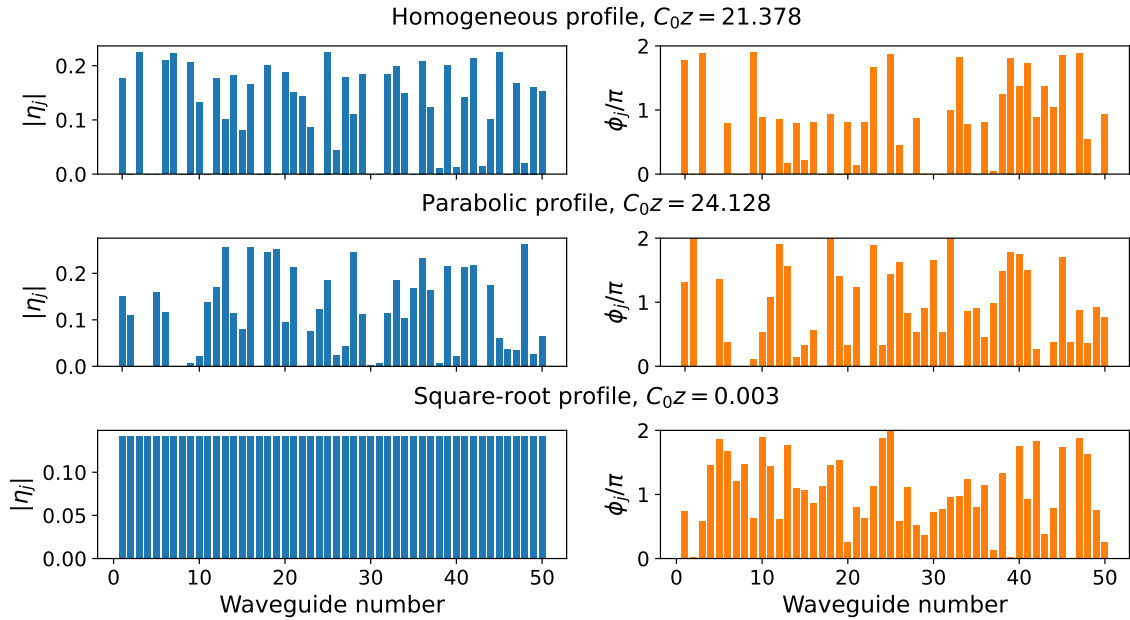 Homogeneous profile, C₀z = 21.378
|ηⱼ|
0.2
0.1
0.0
ϕⱼ/π
2
1
0
Parabolic profile, C₀z = 24.128
|ηⱼ|
0.2
0.1
0.0
ϕⱼ/π
2
1
0
Square-root profile, C₀z = 0.003
|ηⱼ|
0.10
0.05
0.00
0 10 20 30 40 50
Waveguide number
ϕⱼ/π
2
1
0
0 10 20 30 40 50
Waveguide number